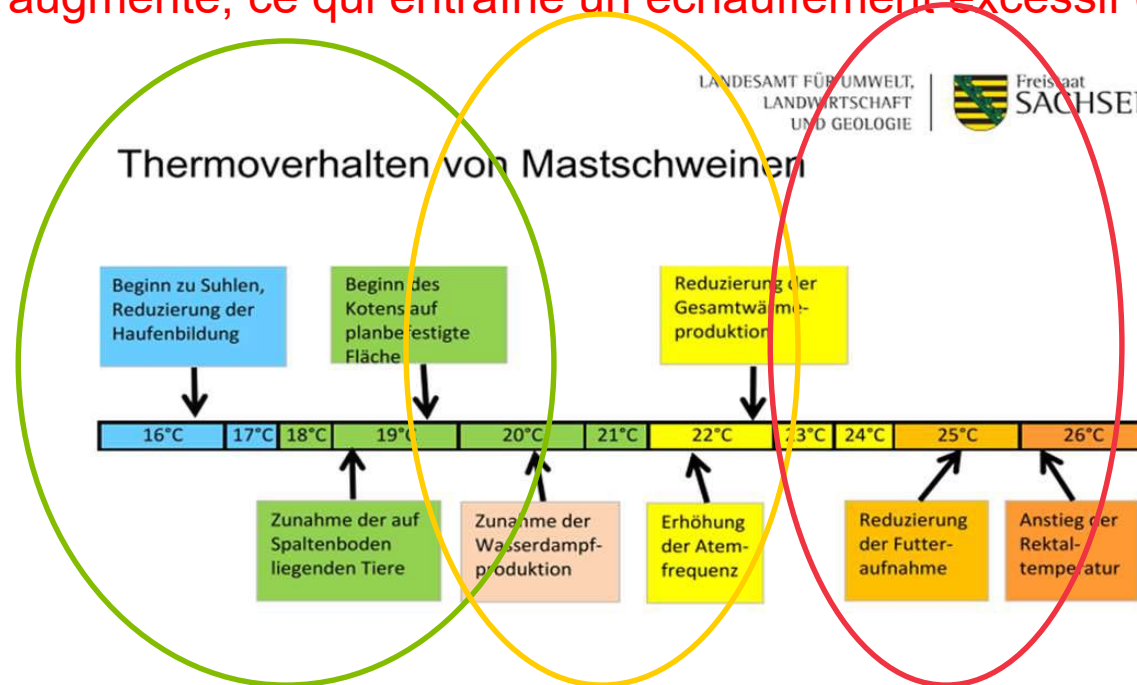 augmente, ce qui entraîne un échauffement excessif
LANDESAMT FÜR UMWELT,
LANDWIRTSCHAFT
UND GEOLOGIE
Freistaat
SACHSEN
Thermoverhalten von Mastschweinen
Beginn zu Suhlen,
Reduzierung der
Haufenbildung
Beginn des
Kotens auf
planbefestigte
Fläche
Reduzierung der
Gesamtwärme-
produktion
16°C 17°C 18°C 19°C 20°C 21°C 22°C 23°C 24°C 25°C 26°C
Zunahme der auf
Spaltenboden
liegenden Tiere
Zunahme der
Wasserdampf-
produktion
Erhöhung
der Atem-
frequenz
Reduzierung
der Futter-
aufnahme
Anstieg der
Rektal-
temperatur